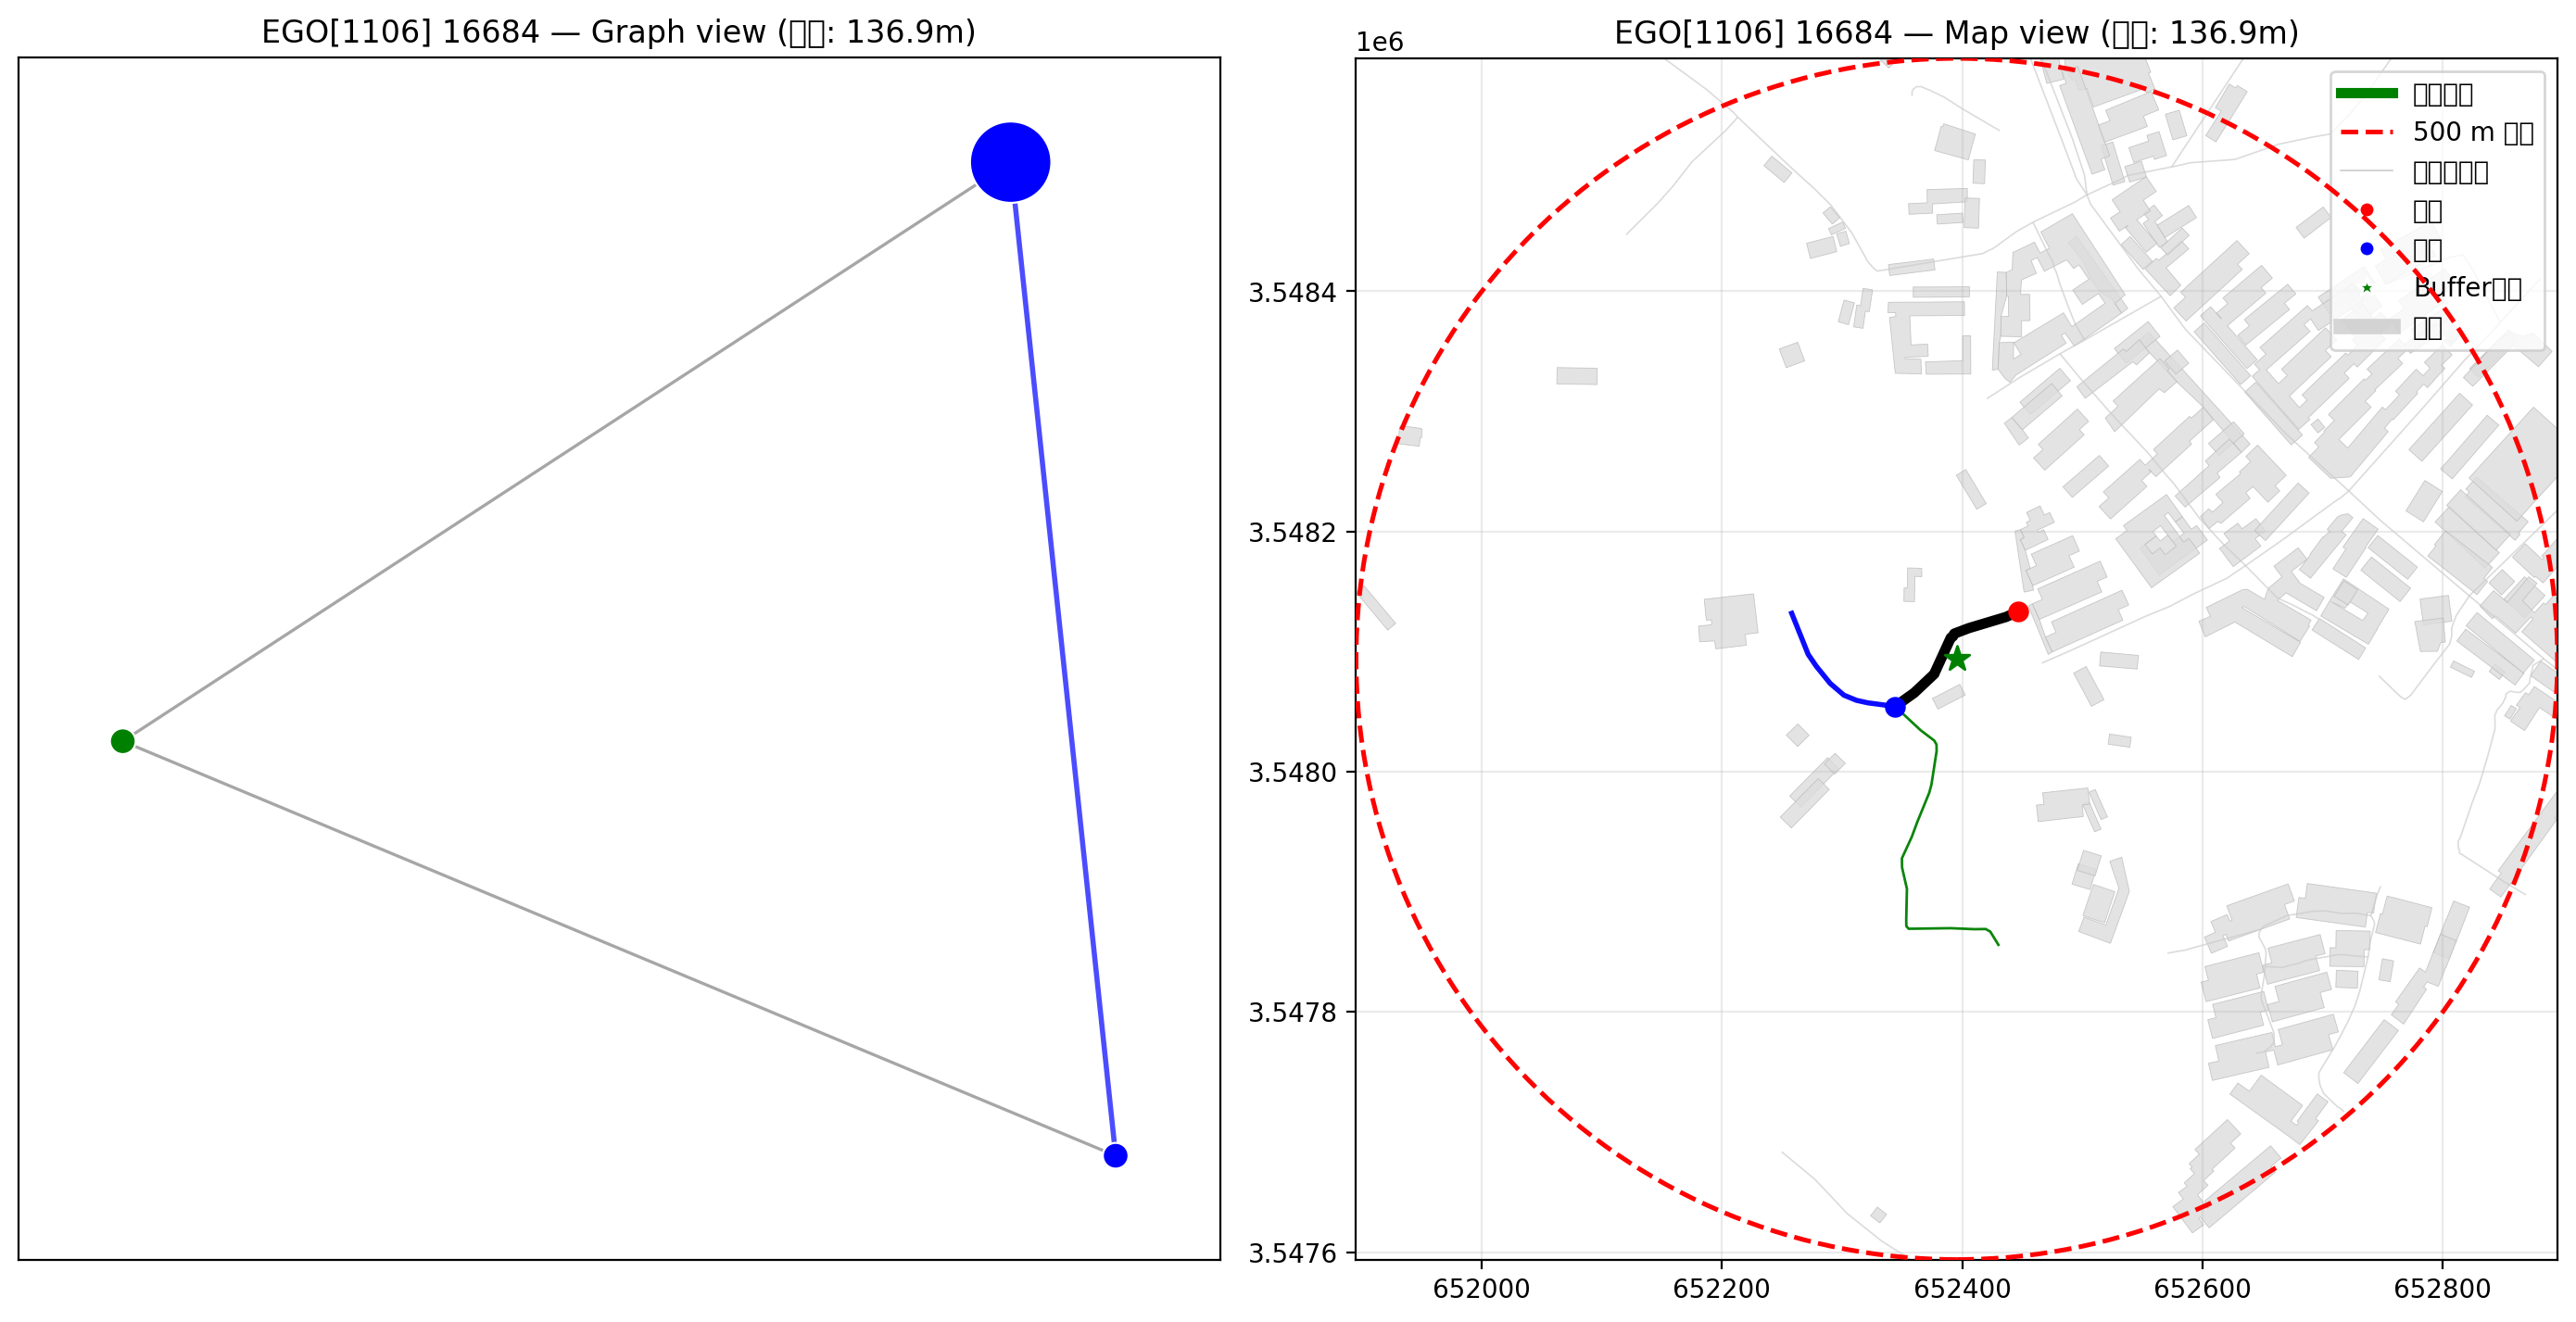 EGO[1106] 16684 — Graph view (: 136.9m)
EGO[1106] 16684 — Map view (: 136.9m)
1e6
500 m
Buffer
3.5484
3.5482
3.5480
3.5478
3.5476
652000
652200
652400
652600
652800